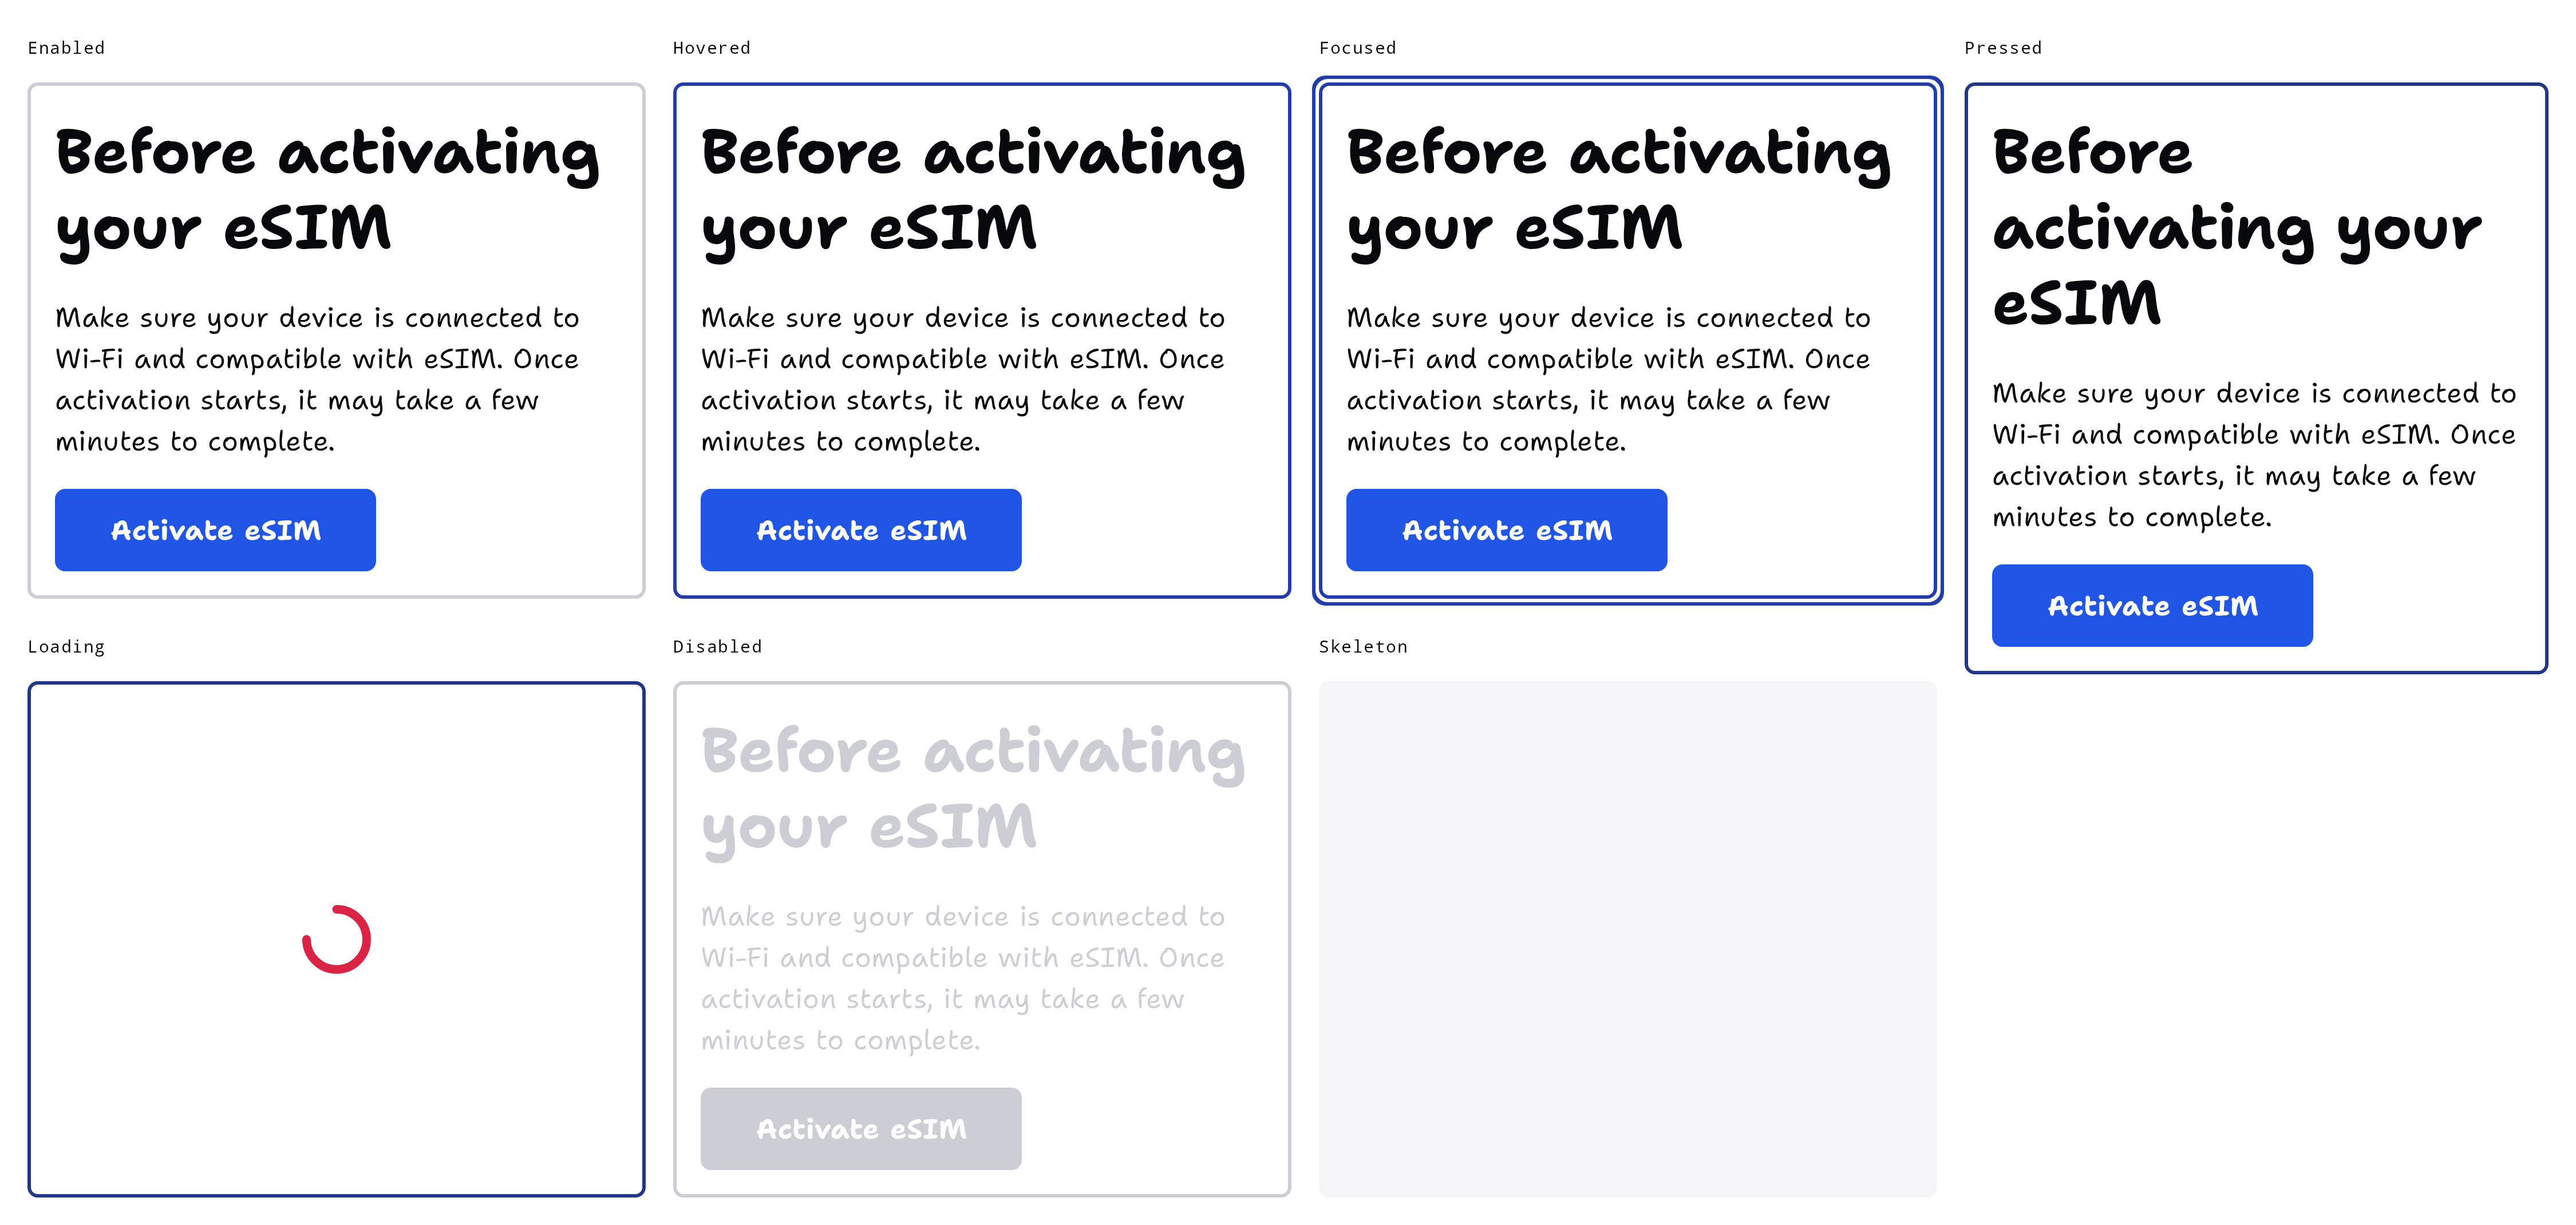 Enabled
Before activating
your eSIM
Make sure your device is connected to
Wi-Fi and compatible with eSIM. Once
activation starts, it may take a few
minutes to complete.
Activate eSIM
Hovered
Before activating
your eSIM
Make sure your device is connected to
Wi-Fi and compatible with eSIM. Once
activation starts, it may take a few
minutes to complete.
Activate eSIM
Focused
Before activating
your eSIM
Make sure your device is connected to
Wi-Fi and compatible with eSIM. Once
activation starts, it may take a few
minutes to complete.
Activate eSIM
Pressed
Before
activating your
eSIM
Make sure your device is connected to
Wi-Fi and compatible with eSIM. Once
activation starts, it may take a few
minutes to complete.
Activate eSIM
Loading
Disabled
Before activating
your eSIM
Make sure your device is connected to
Wi-Fi and compatible with eSIM. Once
activation starts, it may take a few
minutes to complete.
Activate eSIM
Skeleton